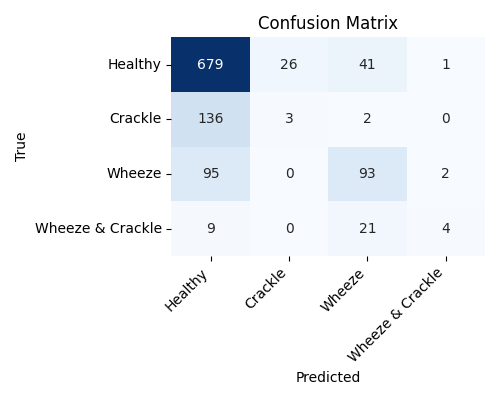 Confusion Matrix
True
Healthy 679 26 41 1
Crackle 136 3 2 0
Wheeze 95 0 93 2
Wheeze & Crackle 9 0 21 4
Healthy Crackle Wheeze Wheeze & Crackle
Predicted